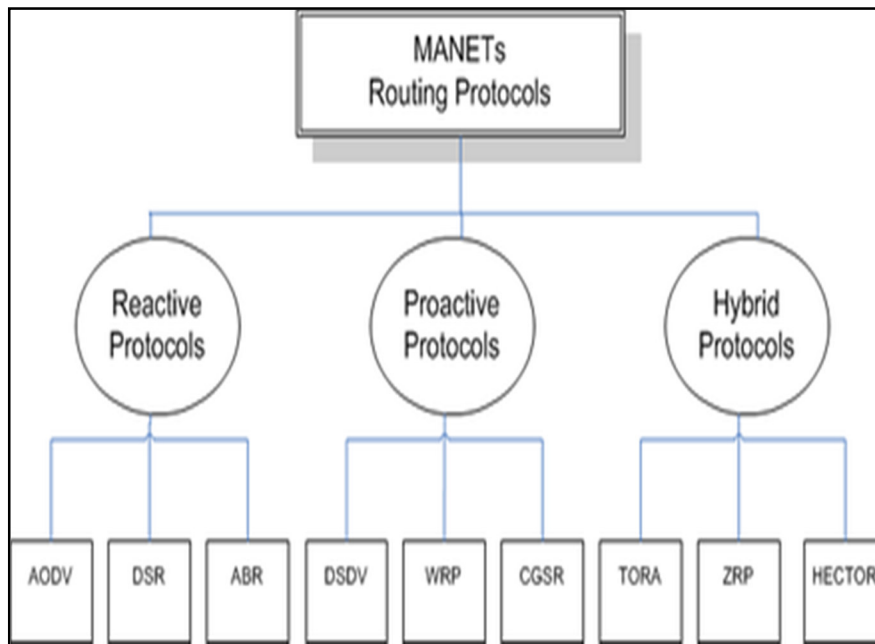 MANETs
Routing Protocols
Reactive
Protocols
Proactive
Protocols
Hybrid
Protocols
AODV
DSR
ABR
DSDV
WRP
CGSR
TORA
ZRP
HECTOR